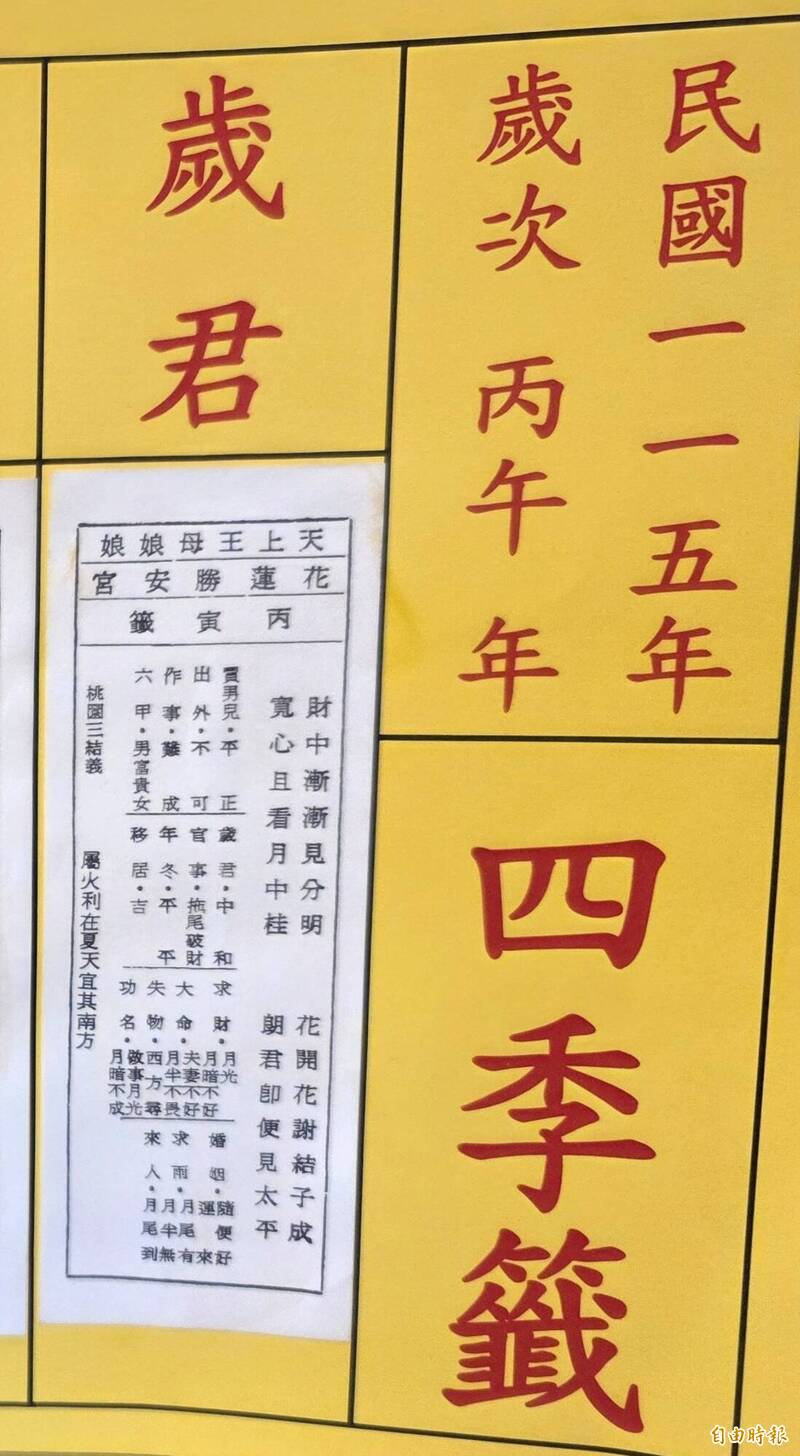 民國一一五年
歲次 丙午 年
四季籤
歲君
天上王母娘娘
花蓮勝安宮
丙寅籤
財中漸漸見分明
花開花謝結子成
寬心且看月中桂
朝君即便見太平
賣男兒・平正
歲君・中和
求財・月光月暗不好
婚姻・隨便好運來
出外・不可
官事・拖尾破財
大命・夫妻不好月半不畏
求雨・月尾有月半無
作事・難成
年冬・平平
失物・西方尋
來人・月尾到
六甲・男富貴女
移居・吉
功名・做事月光月暗不成
桃園三結義
屬火利在夏天宜其南方
自由時報